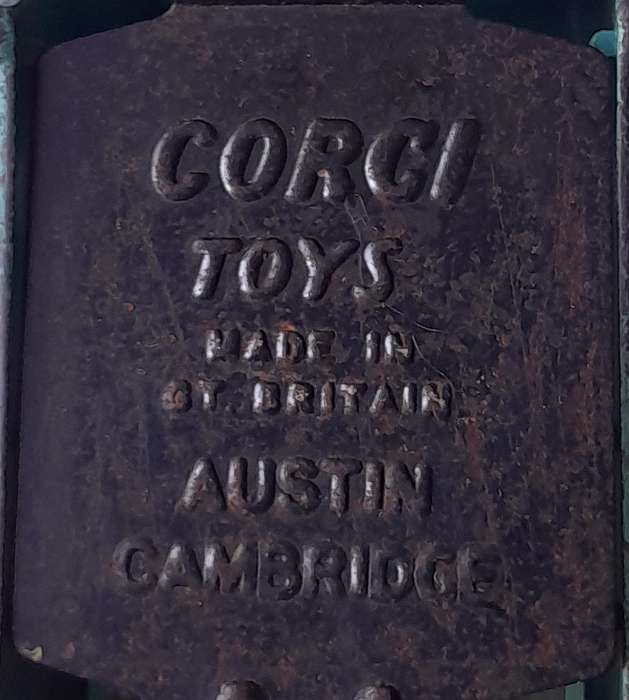 CORGI
TOYS
MADE IN
GT. BRITAIN
AUSTIN
CAMBRIDGE